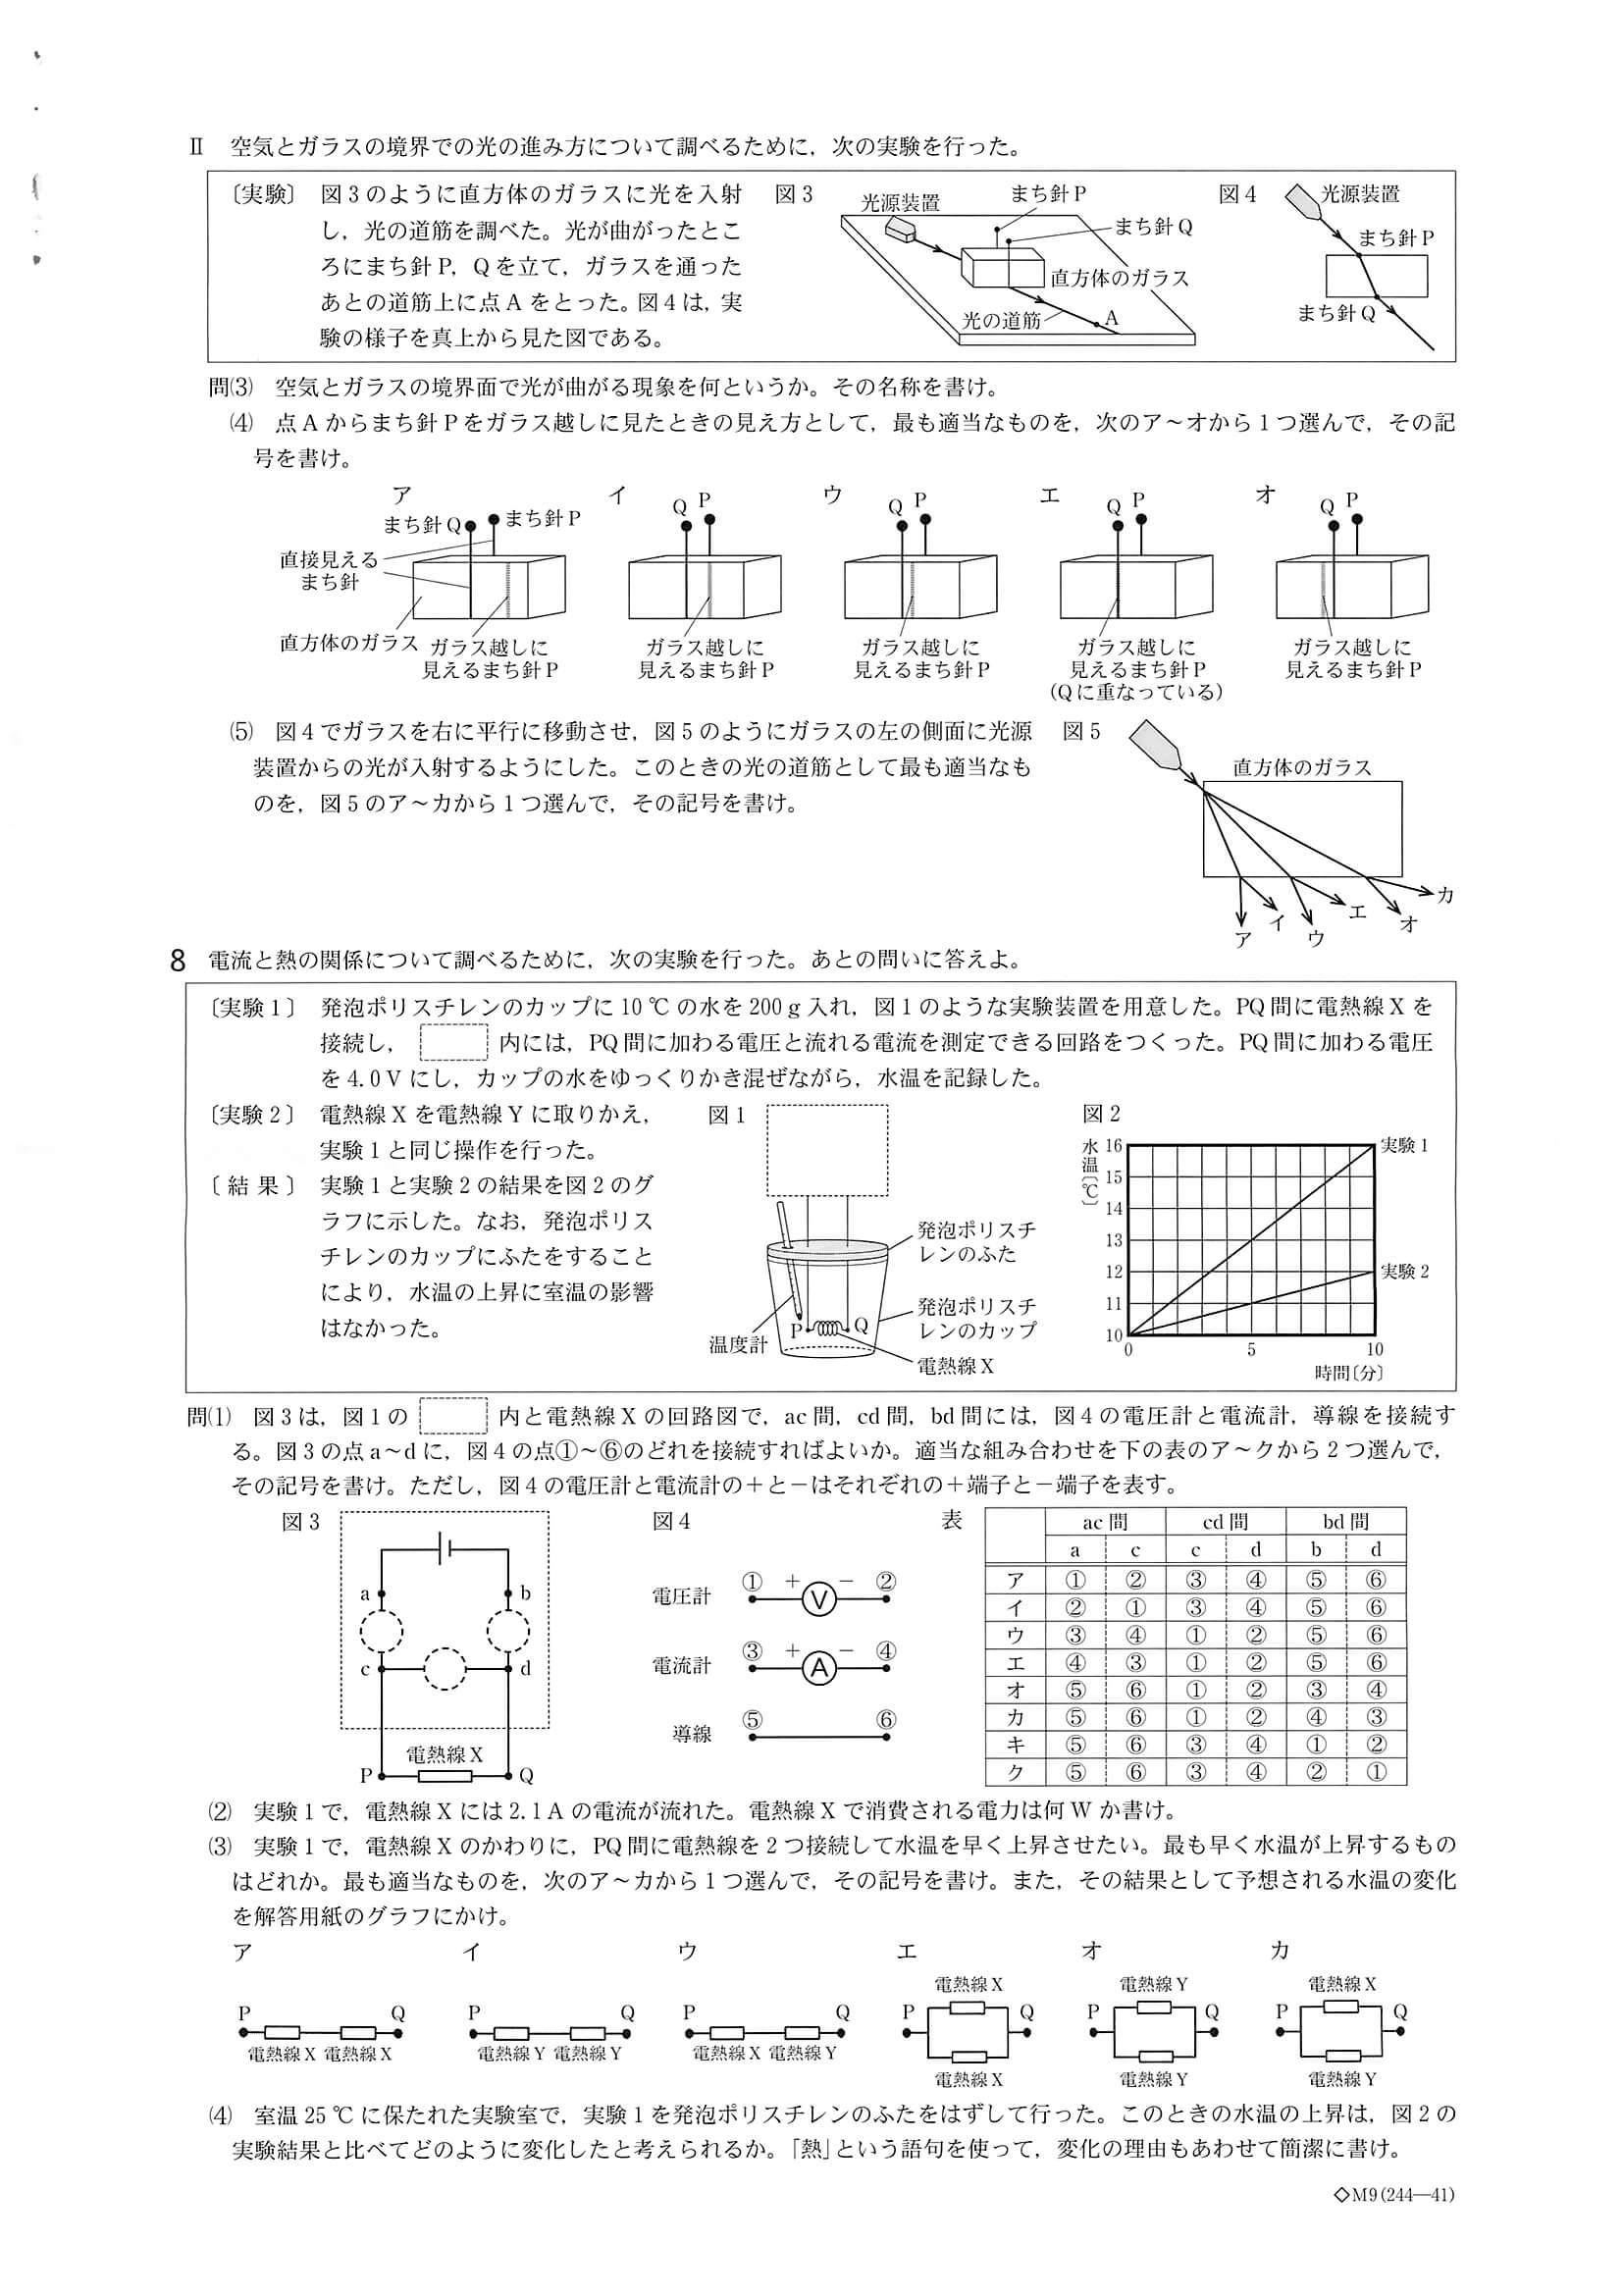 Ⅱ　空気とガラスの境界での光の進み方について調べるために，次の実験を行った。
〔実験〕　図3のように直方体のガラスに光を入射
し，光の道筋を調べた。光が曲がったとこ
ろにまち針P，Qを立て，ガラスを通った
あとの道筋上に点Aをとった。図4は，実
験の様子を真上から見た図である。
図3
光源装置
まち針P
まち針Q
直方体のガラス
光の道筋
A
図4
光源装置
まち針P
まち針Q
問⑶　空気とガラスの境界面で光が曲がる現象を何というか。その名称を書け。
⑷　点Aからまち針Pをガラス越しに見たときの見え方として，最も適当なものを，次のア～オから1つ選んで，その記
号を書け。
ア　イ　ウ　エ　オ
まち針Q　まち針P　Q P　Q P　Q P　Q P
直接見える
まち針
直方体のガラス
ガラス越しに
見えるまち針P
ガラス越しに
見えるまち針P
ガラス越しに
見えるまち針P
ガラス越しに
見えるまち針P
（Qに重なっている）
ガラス越しに
見えるまち針P
⑸　図4でガラスを右に平行に移動させ，図5のようにガラスの左の側面に光源
装置からの光が入射するようにした。このときの光の道筋として最も適当なも
のを，図5のア～カから1つ選んで，その記号を書け。
図5
直方体のガラス
ア　イ　ウ　エ　オ　カ
8　電流と熱の関係について調べるために，次の実験を行った。あとの問いに答えよ。
〔実験1〕　発泡ポリスチレンのカップに10℃の水を200g入れ，図1のような実験装置を用意した。PQ間に電熱線Xを
接続し，　内には，PQ間に加わる電圧と流れる電流を測定できる回路をつくった。PQ間に加わる電圧
を4.0Vにし，カップの水をゆっくりかき混ぜながら，水温を記録した。
〔実験2〕　電熱線Xを電熱線Yに取りかえ，
実験1と同じ操作を行った。
〔結果〕　実験1と実験2の結果を図2のグ
ラフに示した。なお，発泡ポリス
チレンのカップにふたをすること
により，水温の上昇に室温の影響
はなかった。
図1
発泡ポリスチ
レンのふた
発泡ポリスチ
レンのカップ
P　Q
温度計
電熱線X
図2
水温〔℃〕
16
15
14
13
12
11
10
実験1
実験2
0　5　10
時間〔分〕
問⑴　図3は，図1の　内と電熱線Xの回路図で，ac間，cd間，bd間には，図4の電圧計と電流計，導線を接続す
る。図3の点a～dに，図4の点①～⑥のどれを接続すればよいか。適当な組み合わせを下の表のア～クから2つ選んで，
その記号を書け。ただし，図4の電圧計と電流計の＋と－はそれぞれの＋端子と－端子を表す。
図3
a　b
c　d
電熱線X
P　Q
図4
電圧計　①　＋　V　－　②
電流計　③　＋　A　－　④
導線　⑤　⑥
表
ac間　cd間　bd間
a　c　c　d　b　d
ア　①　②　③　④　⑤　⑥
イ　②　①　③　④　⑤　⑥
ウ　③　④　①　②　⑤　⑥
エ　④　③　①　②　⑤　⑥
オ　⑤　⑥　①　②　③　④
カ　⑤　⑥　①　②　④　③
キ　⑤　⑥　③　④　①　②
ク　⑤　⑥　③　④　②　①
⑵　実験1で，電熱線Xには2.1Aの電流が流れた。電熱線Xで消費される電力は何Wか書け。
⑶　実験1で，電熱線Xのかわりに，PQ間に電熱線を2つ接続して水温を早く上昇させたい。最も早く水温が上昇するもの
はどれか。最も適当なものを，次のア～カから1つ選んで，その記号を書け。また，その結果として予想される水温の変化
を解答用紙のグラフにかけ。
ア　イ　ウ　エ　オ　カ
P　Q
電熱線X　電熱線X
P　Q
電熱線Y　電熱線Y
P　Q
電熱線X　電熱線Y
電熱線X
P　Q
電熱線X
電熱線Y
P　Q
電熱線Y
電熱線X
P　Q
電熱線Y
⑷　室温25℃に保たれた実験室で，実験1を発泡ポリスチレンのふたをはずして行った。このときの水温の上昇は，図2の
実験結果と比べてどのように変化したと考えられるか。「熱」という語句を使って，変化の理由もあわせて簡潔に書け。
◇M9(244—41)